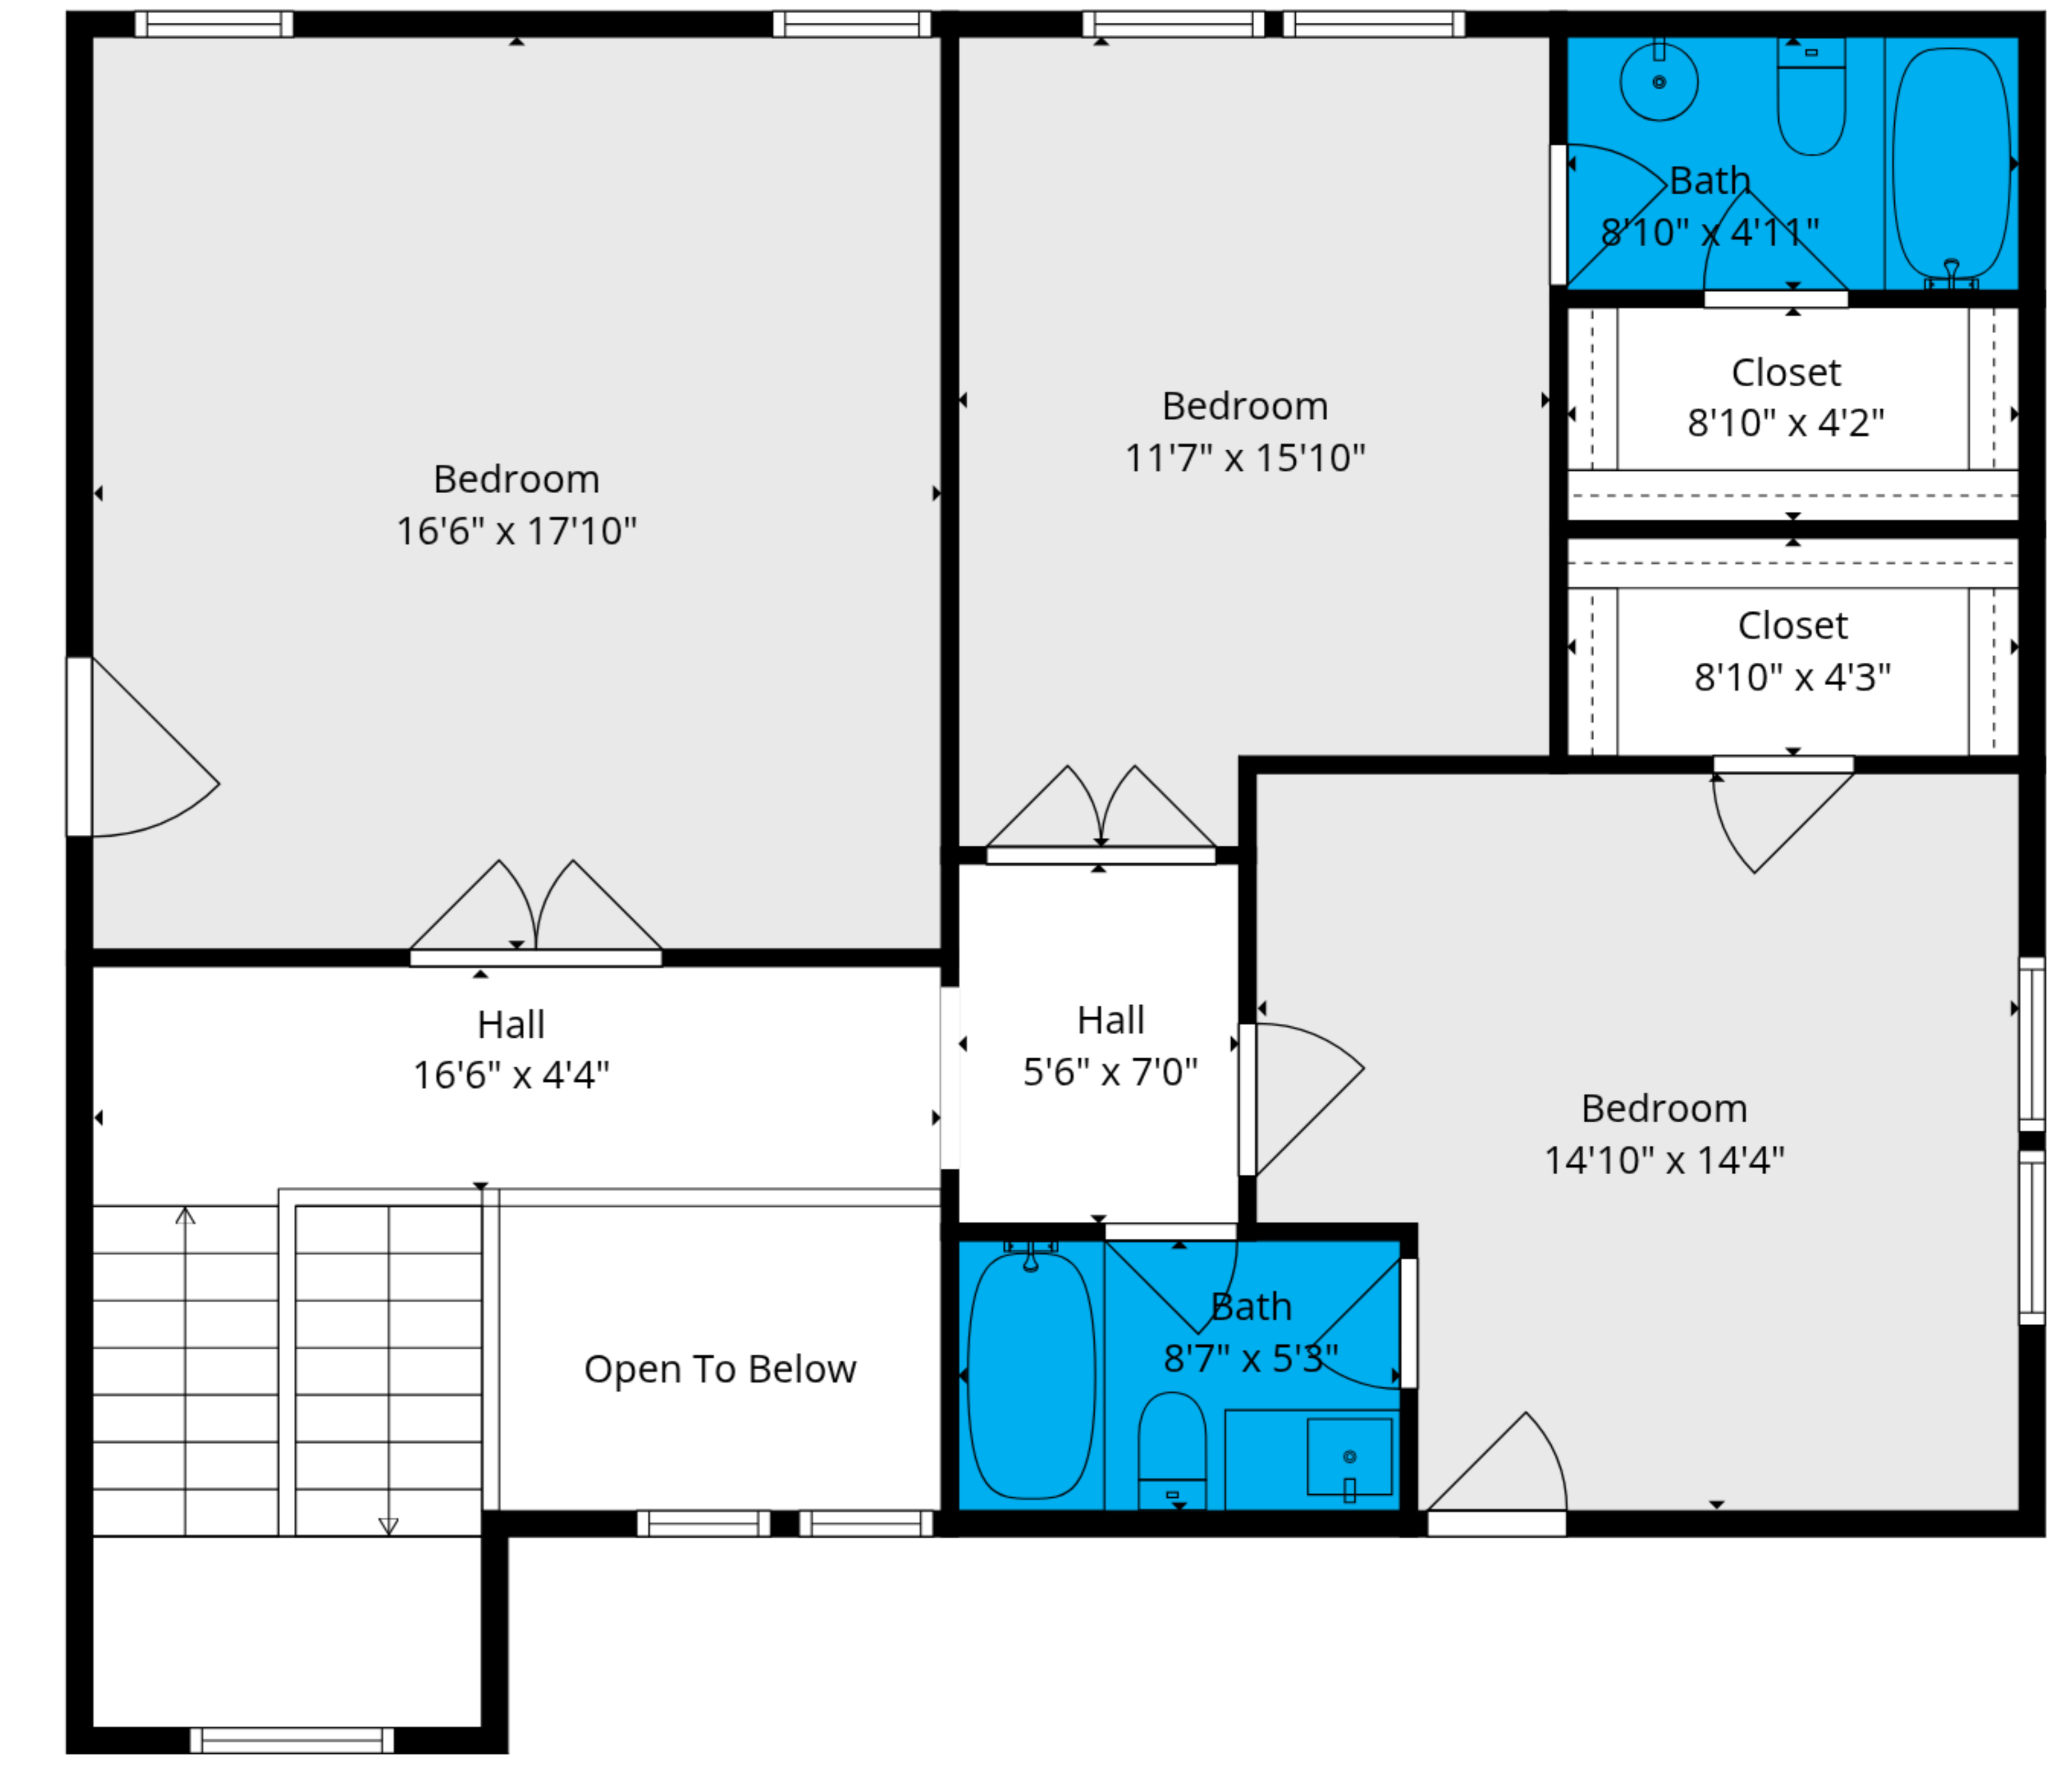 Bath
8'10" x 4'11"
Closet
8'10" x 4'2"
Bedroom
11'7" x 15'10"
Bedroom
16'6" x 17'10"
Closet
8'10" x 4'3"
Hall
16'6" x 4'4"
Hall
5'6" x 7'0"
Bedroom
14'10" x 14'4"
Bath
8'7" x 5'3"
Open To Below